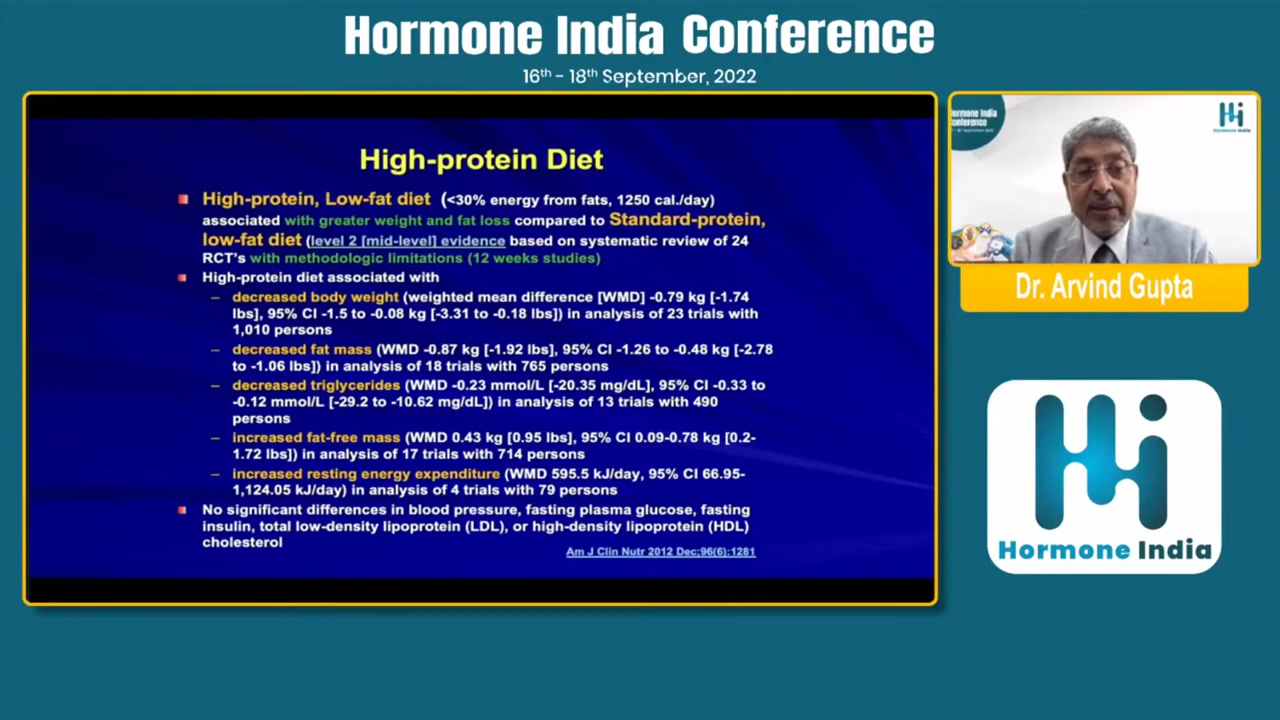 Hormone India Conference
16th - 18th September, 2022
High-protein Diet
High-protein, Low-fat diet (<30% energy from fats, 1250 cal./day)
associated with greater weight and fat loss compared to Standard-protein,
low-fat diet (level 2 [mid-level] evidence based on systematic review of 24
RCT's with methodologic limitations (12 weeks studies)
High-protein diet associated with
– decreased body weight (weighted mean difference [WMD] -0.79 kg [-1.74
lbs], 95% CI -1.5 to -0.08 kg [-3.31 to -0.18 lbs]) in analysis of 23 trials with
1,010 persons
– decreased fat mass (WMD -0.87 kg [-1.92 lbs], 95% CI -1.26 to -0.48 kg [-2.78
to -1.06 lbs]) in analysis of 18 trials with 765 persons
– decreased triglycerides (WMD -0.23 mmol/L [-20.35 mg/dL], 95% CI -0.33 to
-0.12 mmol/L [-29.2 to -10.62 mg/dL]) in analysis of 13 trials with 490
persons
– increased fat-free mass (WMD 0.43 kg [0.95 lbs], 95% CI 0.09-0.78 kg [0.2-
1.72 lbs]) in analysis of 17 trials with 714 persons
– increased resting energy expenditure (WMD 595.5 kJ/day, 95% CI 66.95-
1,124.05 kJ/day) in analysis of 4 trials with 79 persons
No significant differences in blood pressure, fasting plasma glucose, fasting
insulin, total low-density lipoprotein (LDL), or high-density lipoprotein (HDL)
cholesterol
Am J Clin Nutr 2012 Dec;96(6):1281
Hormone India
Dr. Arvind Gupta
Hormone India